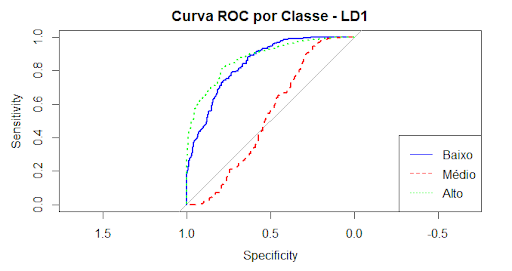 Curva ROC por Classe - LD1
Sensitivity
1.0
0.8
0.6
0.4
0.2
0.0
Baixo
Médio
Alto
1.5 1.0 0.5 0.0 -0.5
Specificity